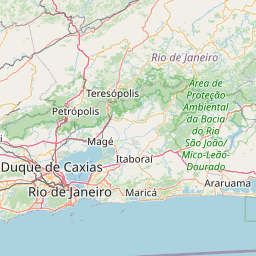 Rio de Janeiro
Teresópolis
Petrópolis
Área de
Proteção
Ambiental
da Bacia
do Rio
São João/
Mico-Leão-
Dourado
Magé
Itaboraí
Duque de Caxias
Rio de Janeiro
Maricá
Araruama